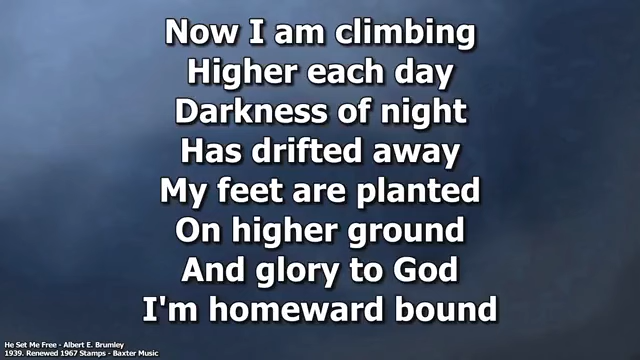 Now I am climbing
Higher each day
Darkness of night
Has drifted away
My feet are planted
On higher ground
And glory to God
I'm homeward bound
He Set Me Free - Albert E. Brumley
1939. Renewed 1967 Stamps - Baxter Music